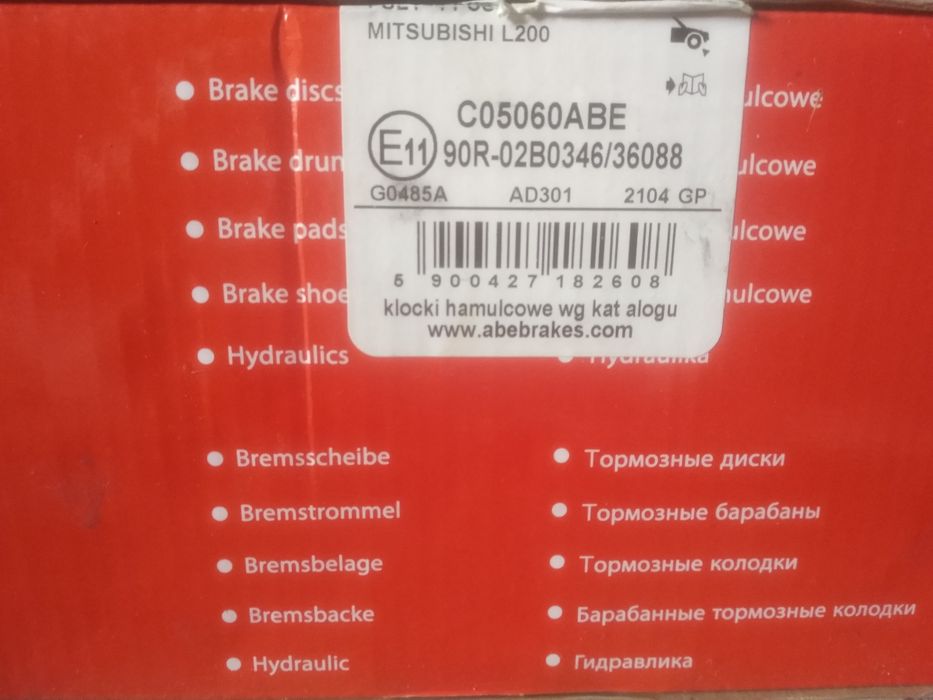 MITSUBISHI L200
C05060ABE
E11 90R-02B0346/36088
G0485A AD301 2104 GP
5 900427 182608
klocki hamulcowe wg kat alogu
www.abebrakes.com
Brake discs
Brake drum
Brake pads
Brake shoe
Hydraulics
ulcowe
ulcowe
lcowe
ulcowe
Hydraulika
Bremsscheibe
Bremstrommel
Bremsbelage
Bremsbacke
Hydraulic
Тормозные диски
Тормозные барабаны
Тормозные колодки
Барабанные тормозные колодки
Гидравлика